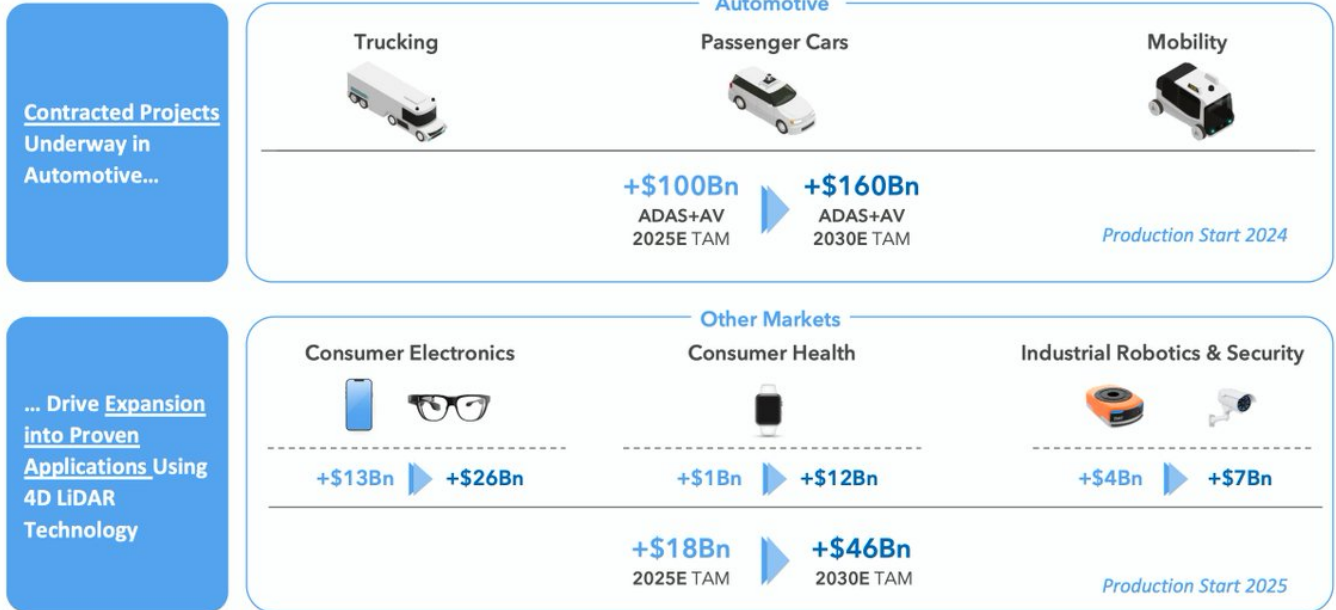 Automotive
Contracted Projects
Underway in
Automotive...
Trucking
Passenger Cars
Mobility
+$100Bn
ADAS+AV
2025E TAM
+$160Bn
ADAS+AV
2030E TAM
Production Start 2024
Other Markets
... Drive Expansion
into Proven
Applications Using
4D LiDAR
Technology
Consumer Electronics
Consumer Health
Industrial Robotics & Security
+$13Bn
+$26Bn
+$1Bn
+$12Bn
+$4Bn
+$7Bn
+$18Bn
2025E TAM
+$46Bn
2030E TAM
Production Start 2025